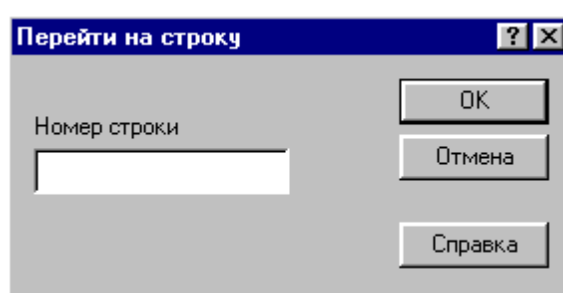 Перейти на строку
OK
Номер строки
Отмена
Справка